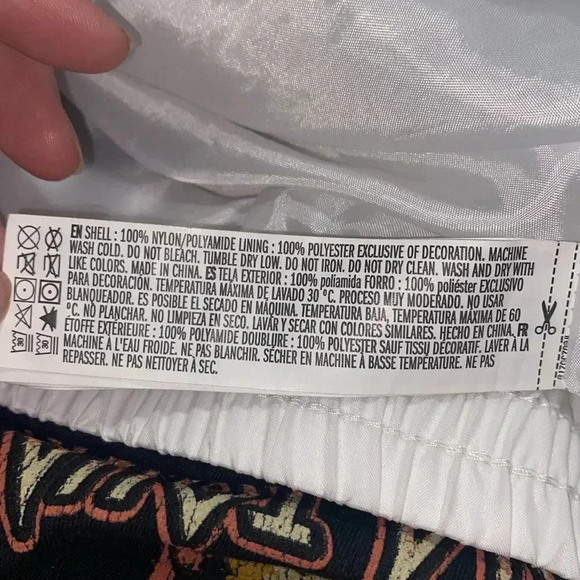 EN SHELL : 100% NYLON/POLYAMIDE LINING : 100% POLYESTER EXCLUSIVE OF DECORATION. MACHINE
WASH COLD. DO NOT BLEACH. TUMBLE DRY LOW. DO NOT IRON. DO NOT DRY CLEAN. WASH AND DRY WITH
LIKE COLORS. MADE IN CHINA. ES TELA EXTERIOR : 100% poliamida FORRO : 100% poliéster EXCLUSIVO
PARA DECORACIÓN. TEMPERATURA MÁXIMA DE LAVADO 30 °C. PROCESO MUY MODERADO. NO USAR
BLANQUEADOR. ES POSIBLE EL SECADO EN MÁQUINA. TEMPERATURA BAJA, TEMPERATURA MÁXIMA DE 60
°C. NO PLANCHAR. NO LIMPIEZA EN SECO. LAVAR Y SECAR CON COLORES SIMILARES. HECHO EN CHINA. FR
ÉTOFFE EXTÉRIEURE : 100% POLYAMIDE DOUBLURE : 100% POLYESTER SAUF TISSU DÉCORATIF. LAVER À LA
MACHINE À L'EAU FROIDE. NE PAS BLANCHIR. SÉCHER EN MACHINE À BASSE TEMPÉRATURE. NE PAS
REPASSER. NE PAS NETTOYER À SEC.